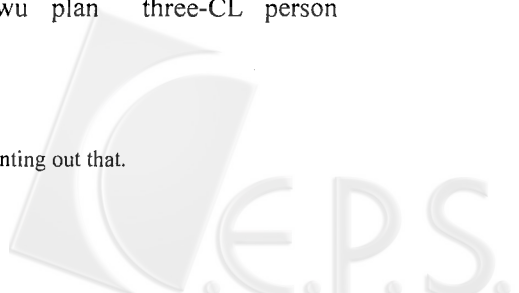 wu plan three-CL person
nting out that.
C.E.P.S.